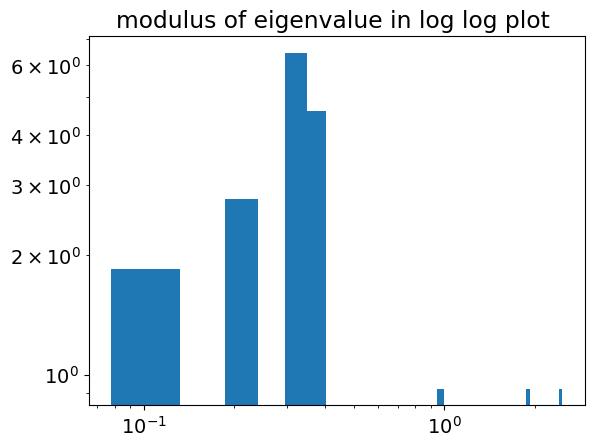 modulus of eigenvalue in log log plot
6 × 10⁰
4 × 10⁰
3 × 10⁰
2 × 10⁰
10⁰
10⁻¹ 10⁰